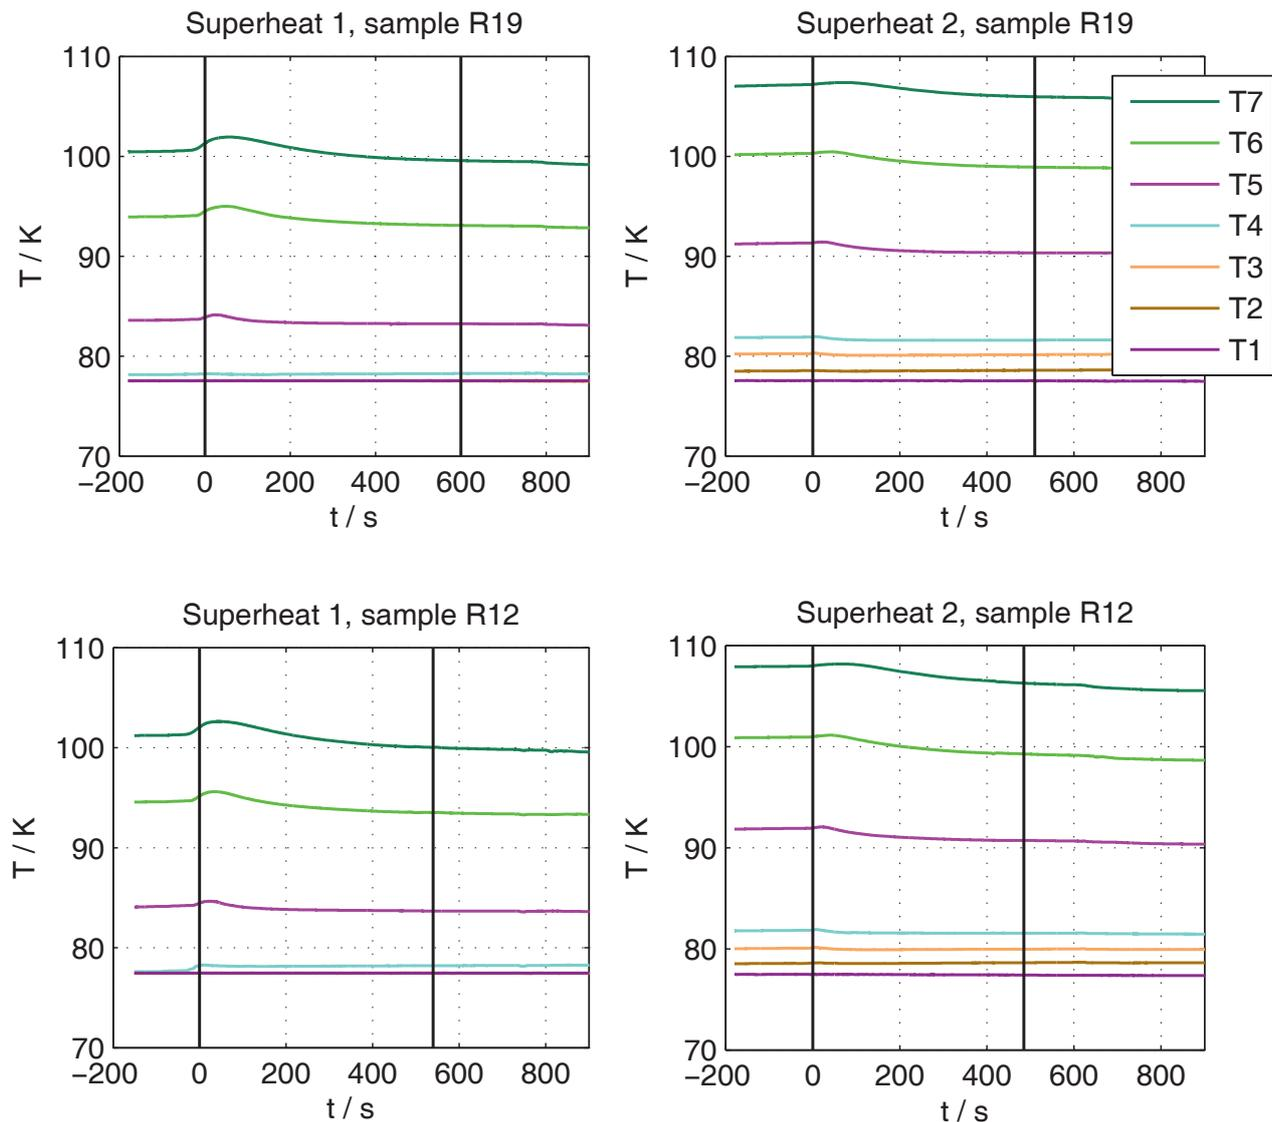 Superheat 1, sample R19
110
100
90
80
70
T / K
−200 0 200 400 600 800
t / s
Superheat 2, sample R19
110
100
90
80
70
T / K
−200 0 200 400 600 800
t / s
T7
T6
T5
T4
T3
T2
T1
Superheat 1, sample R12
110
100
90
80
70
T / K
−200 0 200 400 600 800
t / s
Superheat 2, sample R12
110
100
90
80
70
T / K
−200 0 200 400 600 800
t / s